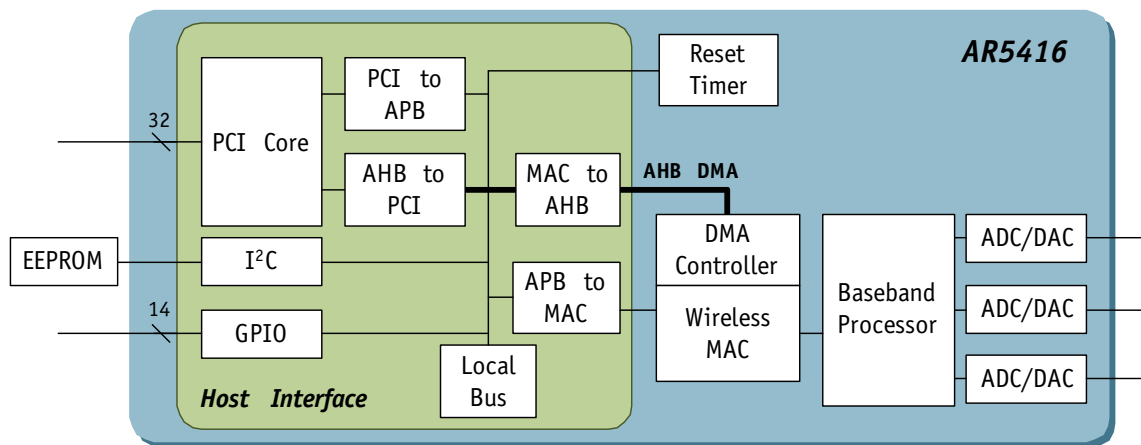 AR5416
Reset
Timer
PCI to
APB
32
PCI Core
AHB to
PCI
MAC to
AHB
AHB DMA
DMA
Controller
EEPROM
I²C
APB to
MAC
14
GPIO
Wireless
MAC
Baseband
Processor
ADC/DAC
ADC/DAC
ADC/DAC
Local
Bus
Host Interface